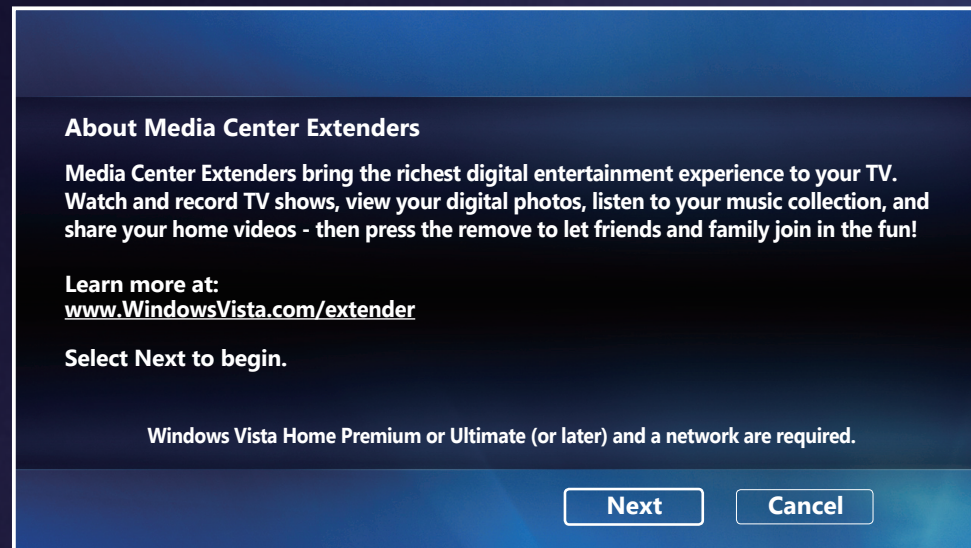 About Media Center Extenders
Media Center Extenders bring the richest digital entertainment experience to your TV.
Watch and record TV shows, view your digital photos, listen to your music collection, and
share your home videos - then press the remove to let friends and family join in the fun!
Learn more at:
www.WindowsVista.com/extender
Select Next to begin.
Windows Vista Home Premium or Ultimate (or later) and a network are required.
Next
Cancel